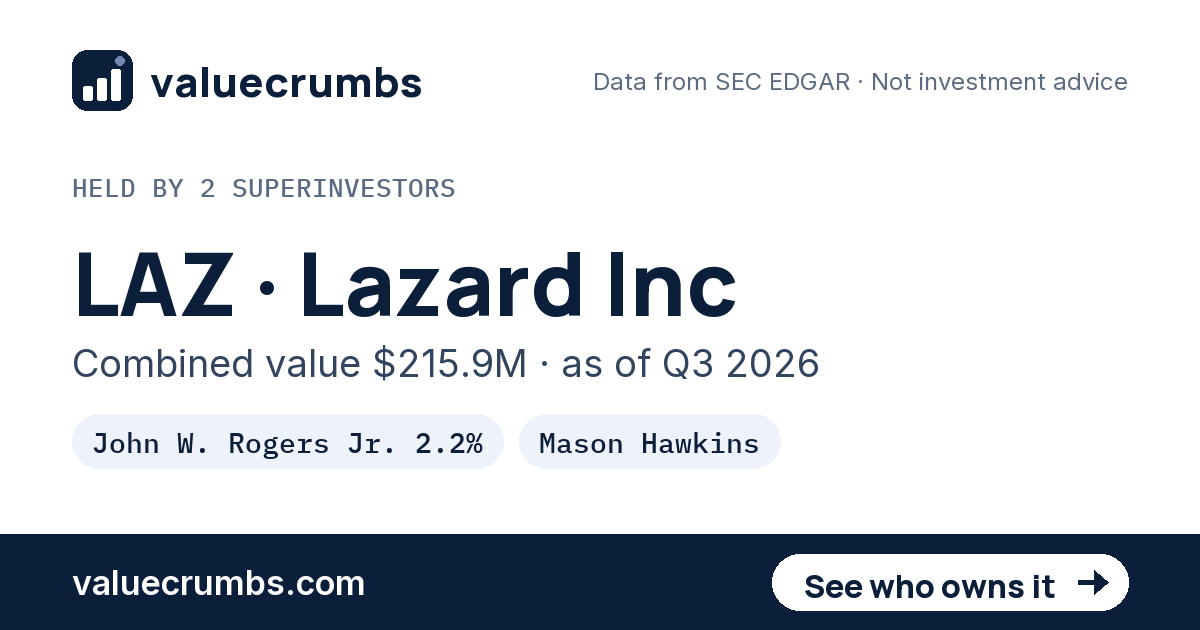 valuecrumbs
Data from SEC EDGAR · Not investment advice
HELD BY 2 SUPERINVESTORS
LAZ · Lazard Inc
Combined value $215.9M · as of Q3 2026
John W. Rogers Jr. 2.2%
Mason Hawkins
valuecrumbs.com
See who owns it →